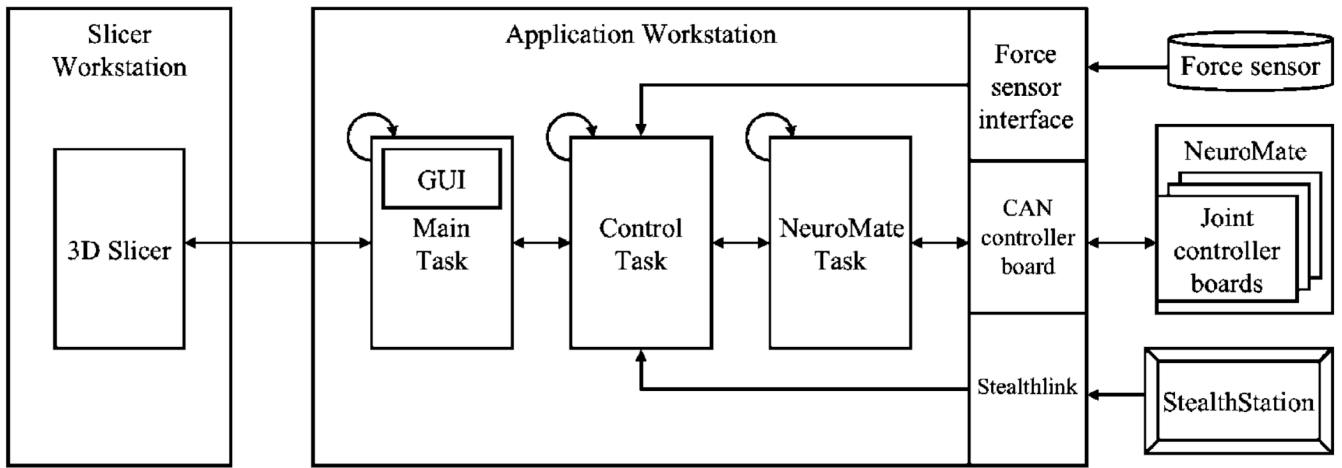 Slicer
Workstation
3D Slicer
Application Workstation
GUI
Main
Task
Control
Task
NeuroMate
Task
Force
sensor
interface
CAN
controller
board
Stealthlink
Force sensor
NeuroMate
Joint
controller
boards
StealthStation